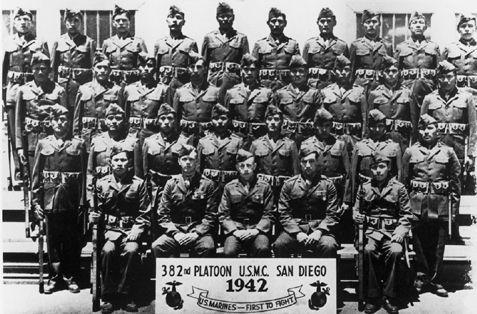 382nd PLATOON U.S.M.C. SAN DIEGO
1942
U.S. MARINES — FIRST TO FIGHT